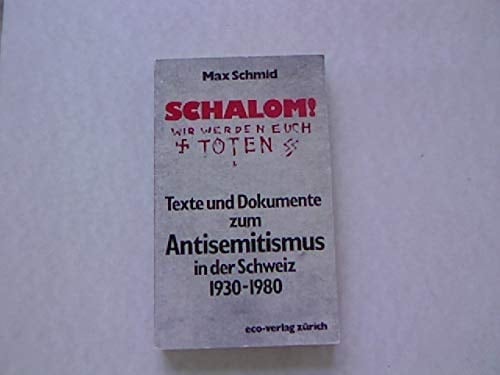 Max Schmid
SCHALOM!
WIR WERDEN EUCH
TÖTEN
Texte und Dokumente
zum
Antisemitismus
in der Schweiz
1930-1980
eco-verlag zürich